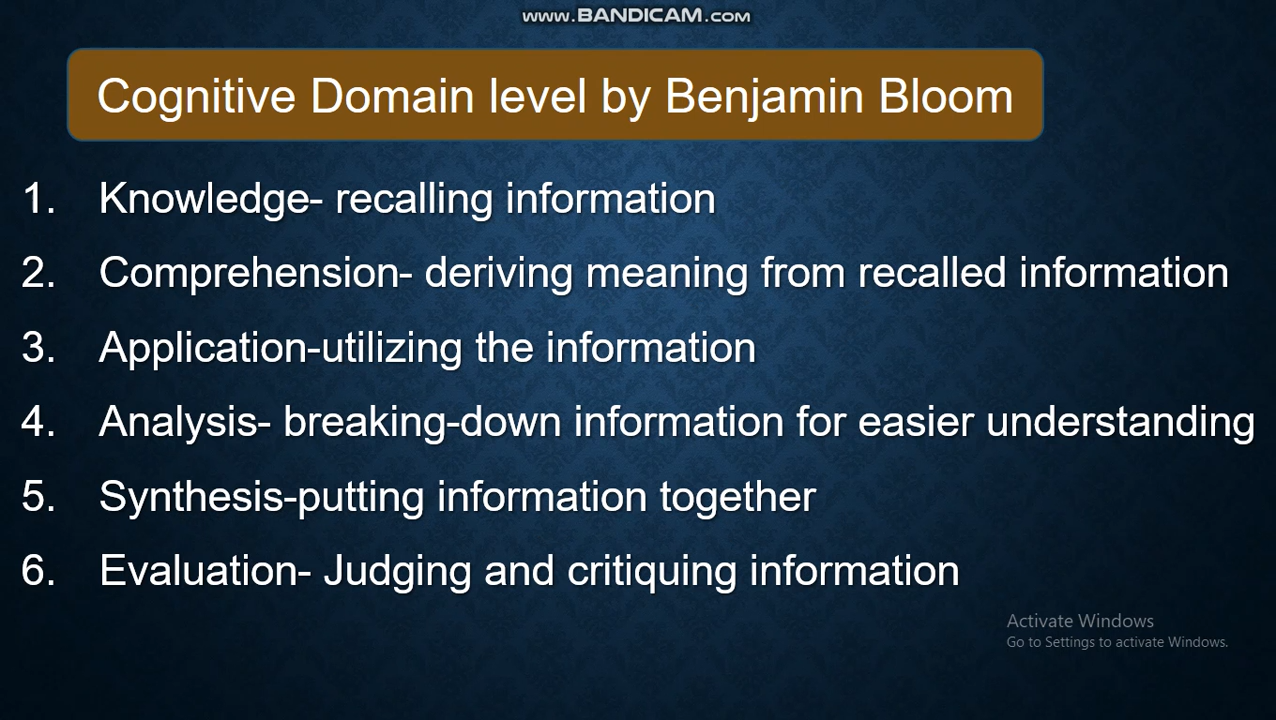 www.BANDICAM.com
Cognitive Domain level by Benjamin Bloom
1. Knowledge- recalling information
2. Comprehension- deriving meaning from recalled information
3. Application-utilizing the information
4. Analysis- breaking-down information for easier understanding
5. Synthesis-putting information together
6. Evaluation- Judging and critiquing information
Activate Windows
Go to Settings to activate Windows.